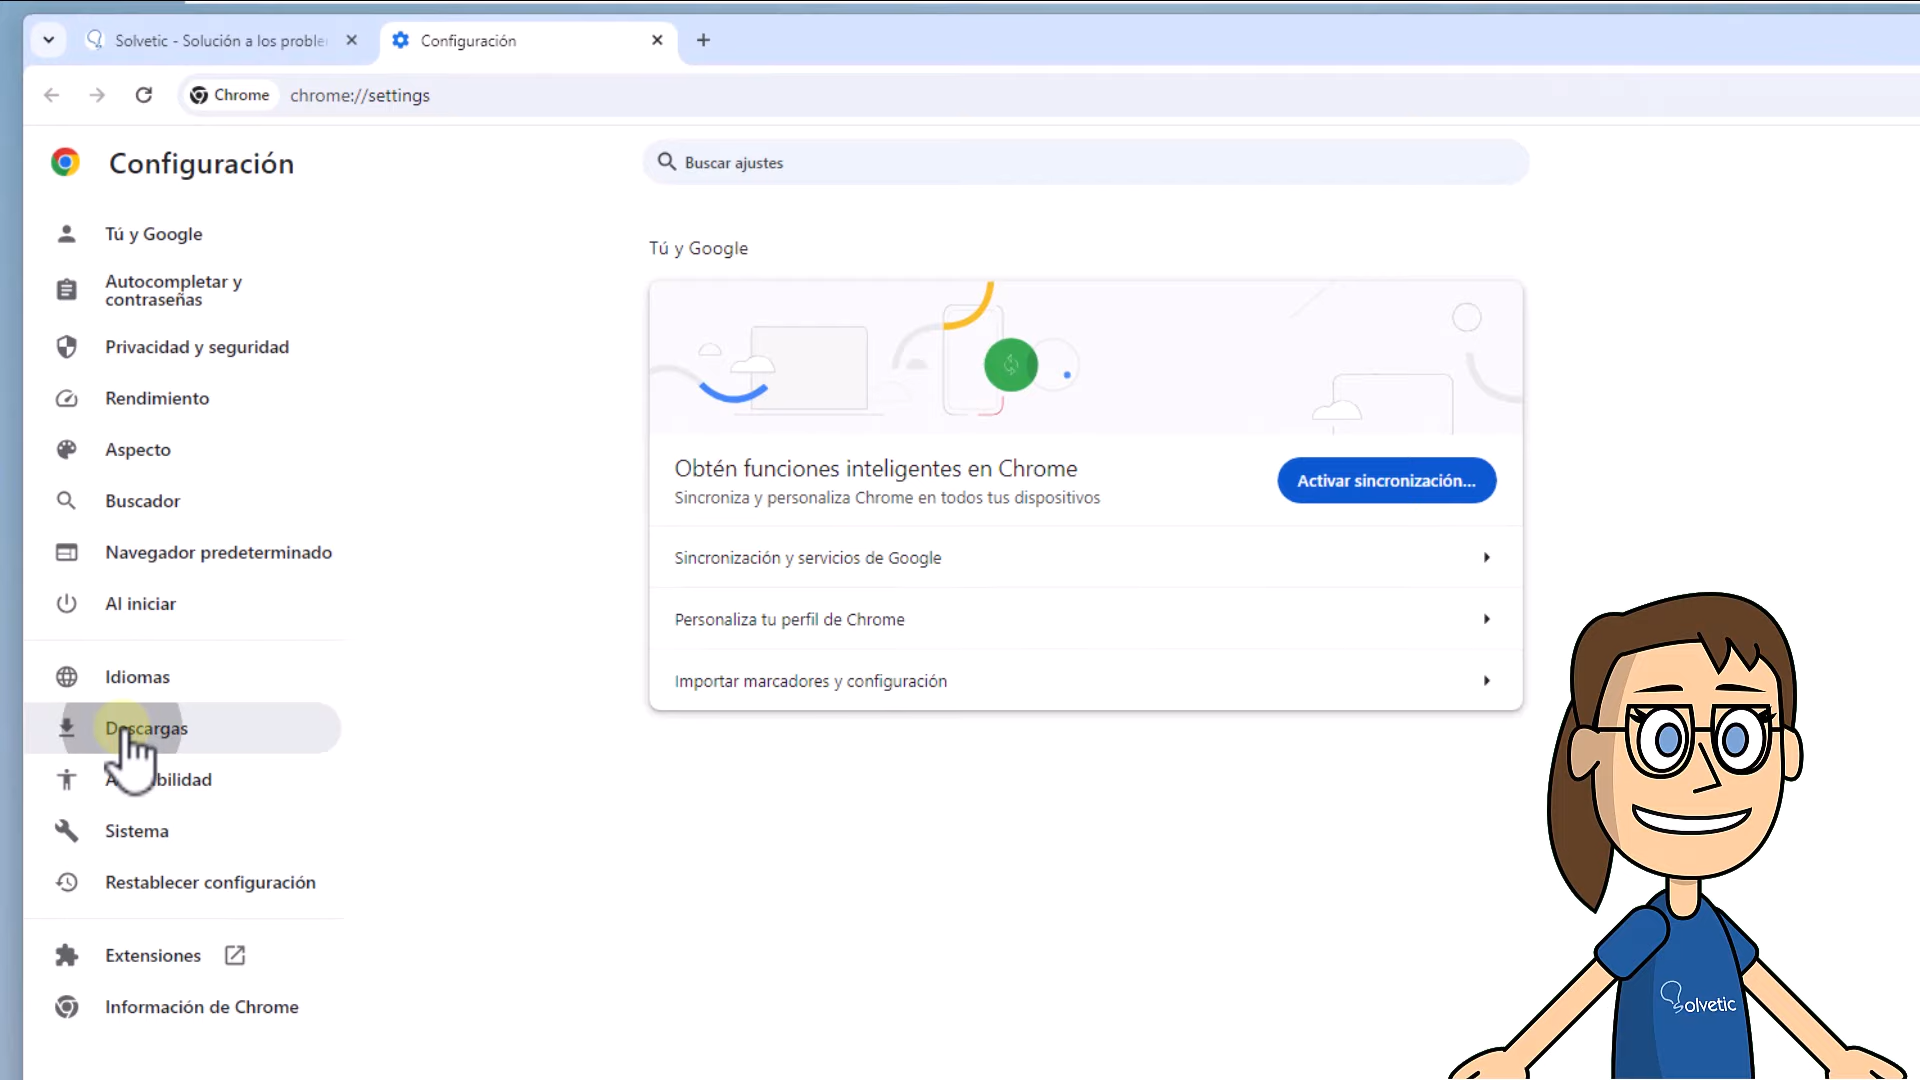 Solvetic - Solución a los proble
Configuración
Chrome
chrome://settings
Configuración
Buscar ajustes
Tú y Google
Autocompletar y
contraseñas
Privacidad y seguridad
Rendimiento
Aspecto
Buscador
Navegador predeterminado
Al iniciar
Idiomas
Descargas
Sistema
Restablecer configuración
Extensiones
Información de Chrome
Tú y Google
Obtén funciones inteligentes en Chrome
Sincroniza y personaliza Chrome en todos tus dispositivos
Activar sincronización...
Sincronización y servicios de Google
Personaliza tu perfil de Chrome
Importar marcadores y configuración
Solvetic